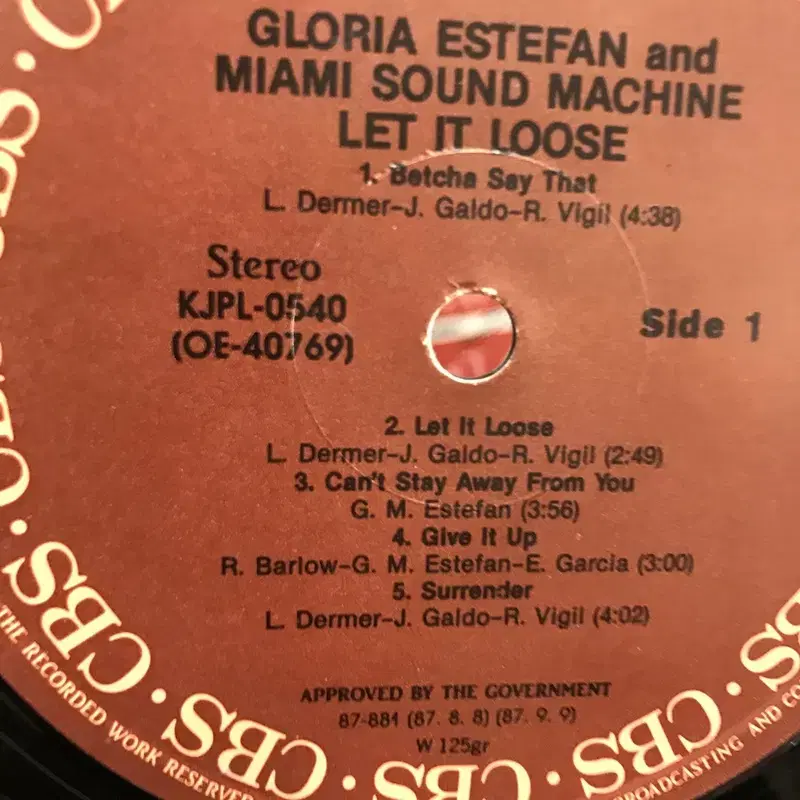 GLORIA ESTEFAN and
MIAMI SOUND MACHINE
LET IT LOOSE
1. Betcha Say That
L. Dermer-J. Galdo-R. Vigil (4:38)
Stereo
KJPL-0540
(OE-40769)
Side 1
2. Let It Loose
L. Dermer-J. Galdo-R. Vigil (2:49)
3. Can't Stay Away From You
G. M. Estefan (3:56)
4. Give It Up
R. Barlow-G. M. Estefan-E. Garcia (3:00)
5. Surrender
L. Dermer-J. Galdo-R. Vigil (4:02)
APPROVED BY THE GOVERNMENT
87-884 (87. 8. 8) (87. 9. 9)
W 125gr
CBS · CBS · CBS · CBS · CBS
THE RECORDED WORK RESERVED
BROADCASTING AND